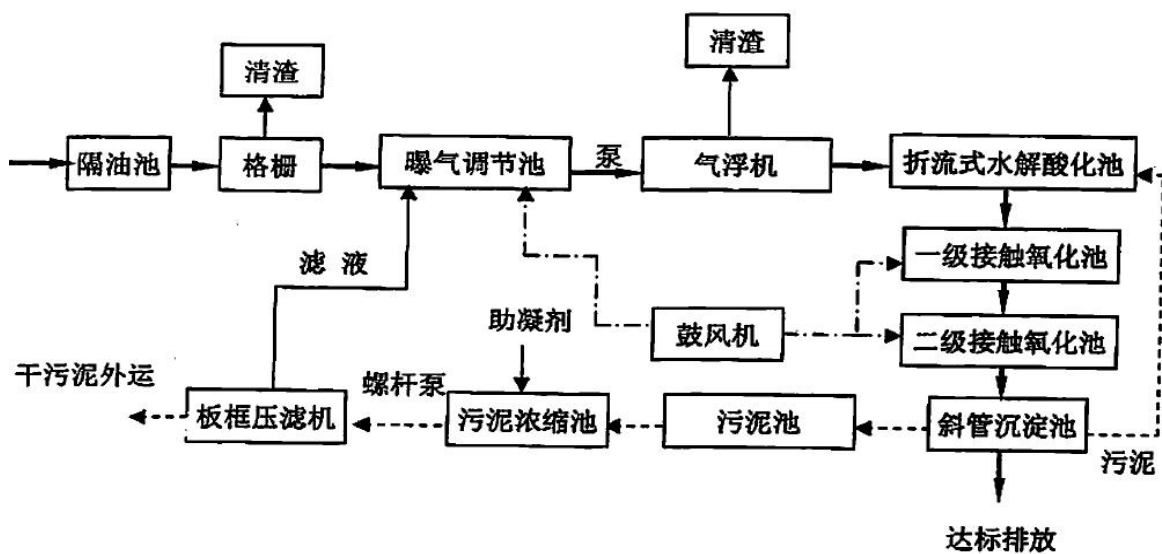 清渣
清渣
隔油池
格栅
曝气调节池
泵
气浮机
折流式水解酸化池
滤 液
一级接触氧化池
助凝剂
鼓风机
二级接触氧化池
干污泥外运
板框压滤机
螺杆泵
污泥浓缩池
污泥池
斜管沉淀池
污泥
达标排放